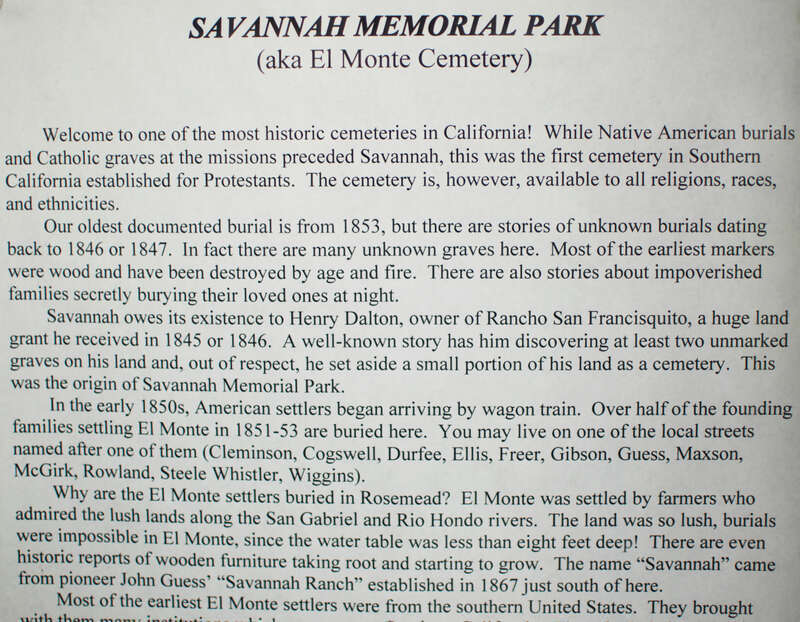 SAVANNAH MEMORIAL PARK
(aka El Monte Cemetery)
Welcome to one of the most historic cemeteries in California! While Native American burials
and Catholic graves at the missions preceded Savannah, this was the first cemetery in Southern
California established for Protestants. The cemetery is, however, available to all religions, races,
and ethnicities.
Our oldest documented burial is from 1853, but there are stories of unknown burials dating
back to 1846 or 1847. In fact there are many unknown graves here. Most of the earliest markers
were wood and have been destroyed by age and fire. There are also stories about impoverished
families secretly burying their loved ones at night.
Savannah owes its existence to Henry Dalton, owner of Rancho San Francisquito, a huge land
grant he received in 1845 or 1846. A well-known story has him discovering at least two unmarked
graves on his land and, out of respect, he set aside a small portion of his land as a cemetery. This
was the origin of Savannah Memorial Park.
In the early 1850s, American settlers began arriving by wagon train. Over half of the founding
families settling El Monte in 1851-53 are buried here. You may live on one of the local streets
named after one of them (Cleminson, Cogswell, Durfee, Ellis, Freer, Gibson, Guess, Maxson,
McGirk, Rowland, Steele Whistler, Wiggins).
Why are the El Monte settlers buried in Rosemead? El Monte was settled by farmers who
admired the lush lands along the San Gabriel and Rio Hondo rivers. The land was so lush, burials
were impossible in El Monte, since the water table was less than eight feet deep! There are even
historic reports of wooden furniture taking root and starting to grow. The name “Savannah” came
from pioneer John Guess’ “Savannah Ranch” established in 1867 just south of here.
Most of the earliest El Monte settlers were from the southern United States. They brought
with them many